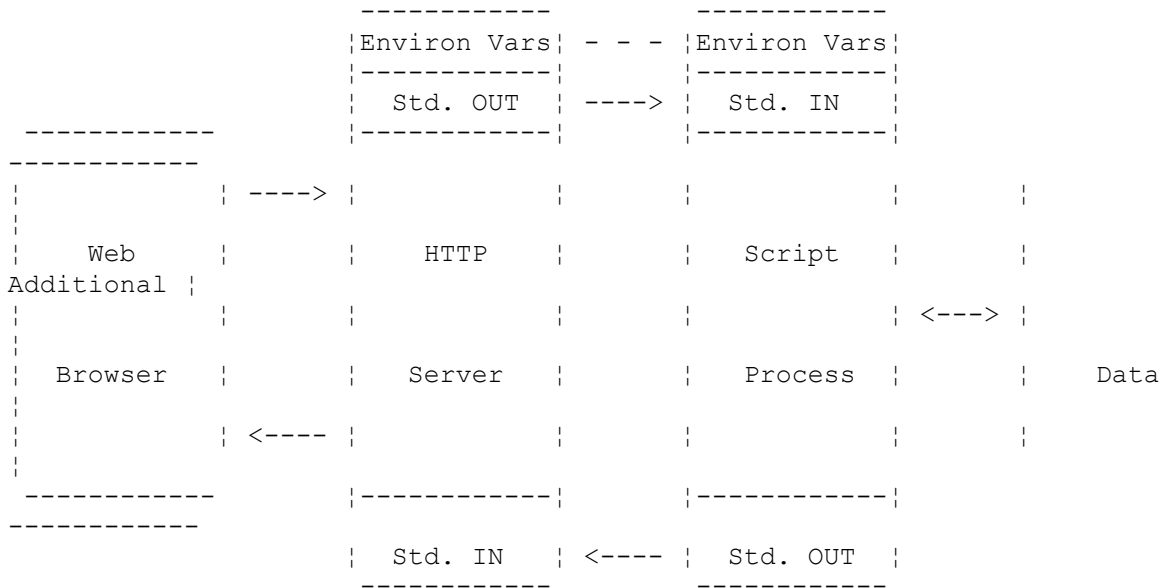 Environ Vars - - - Environ Vars
Std. OUT ----> Std. IN
---->
Web HTTP Script
Additional
<--->
Browser Server Process Data
<----
Std. IN <---- Std. OUT